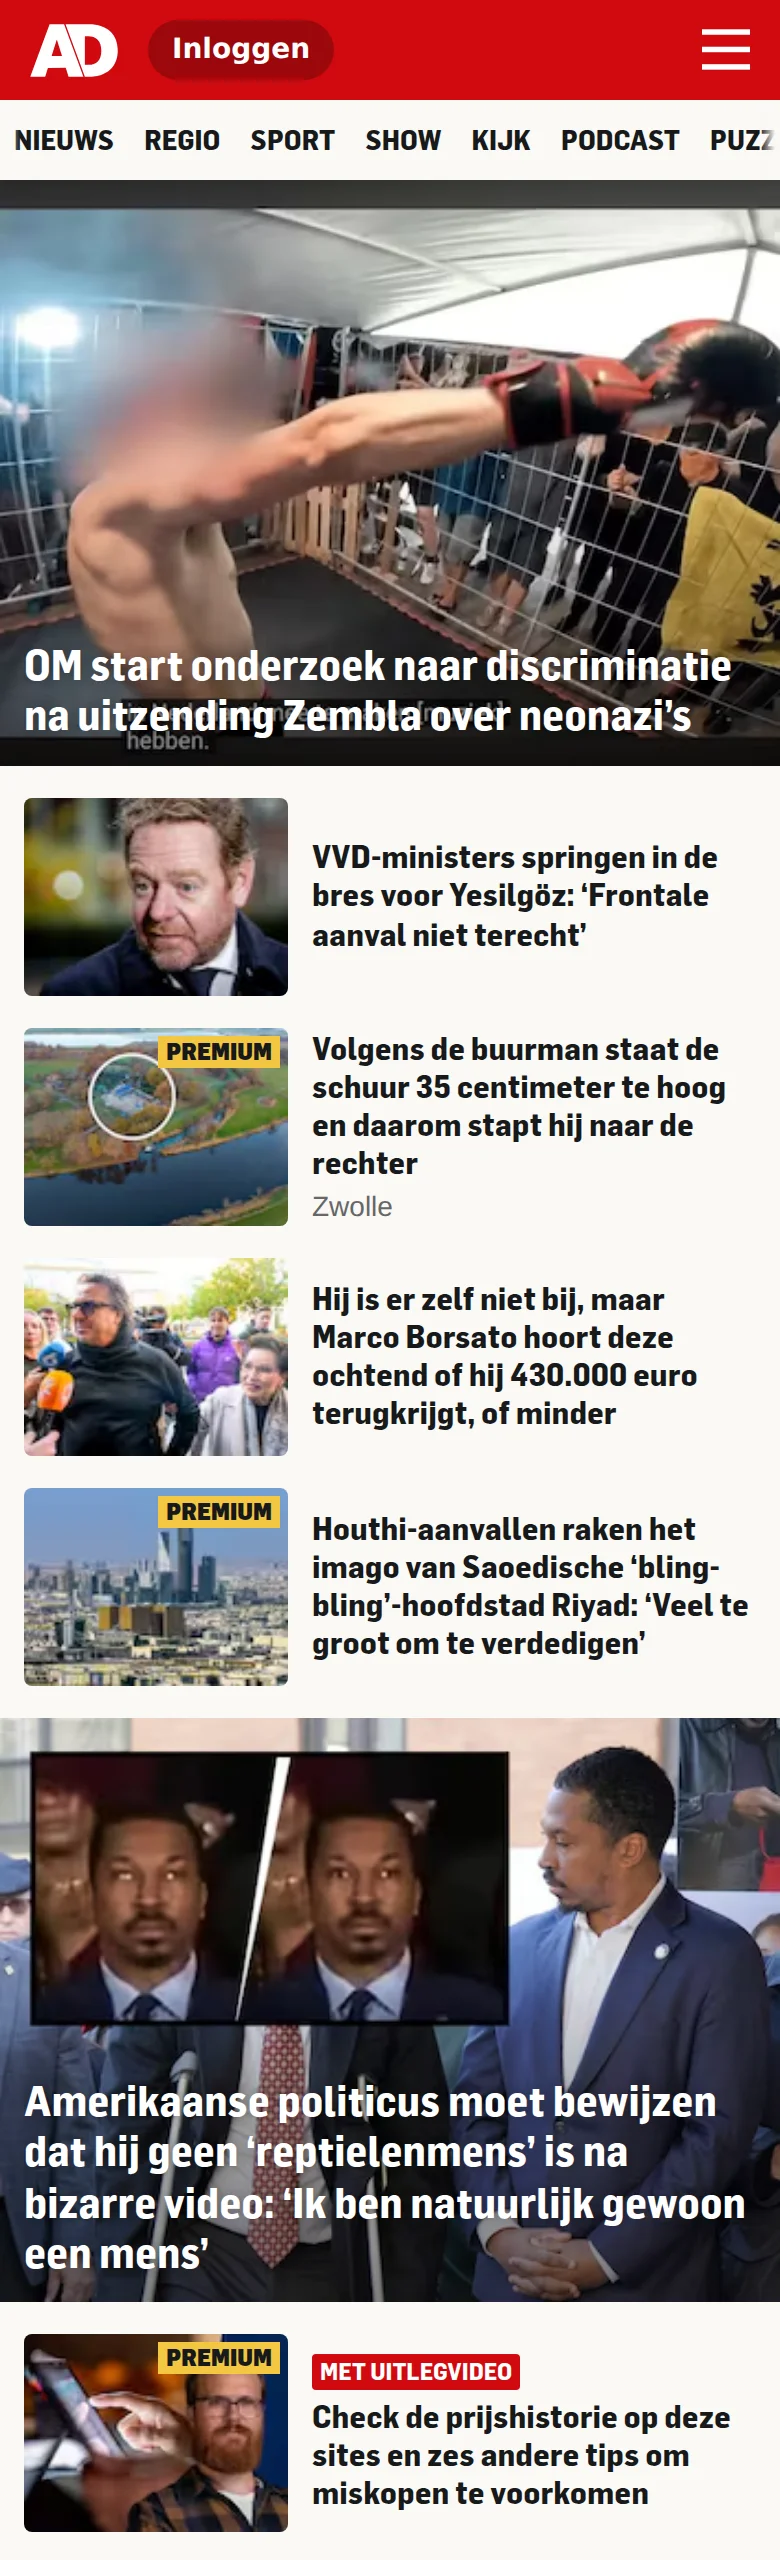 AD
Inloggen
NIEUWS REGIO SPORT SHOW KIJK PODCAST PUZZ
OM start onderzoek naar discriminatie
na uitzending Zembla over neonazi’s
hebben.
VVD-ministers springen in de
bres voor Yesilgöz: ‘Frontale
aanval niet terecht’
PREMIUM
Volgens de buurman staat de
schuur 35 centimeter te hoog
en daarom stapt hij naar de
rechter
Zwolle
Hij is er zelf niet bij, maar
Marco Borsato hoort deze
ochtend of hij 430.000 euro
terugkrijgt, of minder
PREMIUM
Houthi-aanvallen raken het
imago van Saoedische ‘bling-
bling’-hoofdstad Riyad: ‘Veel te
groot om te verdedigen’
Amerikaanse politicus moet bewijzen
dat hij geen ‘reptielenmens’ is na
bizarre video: ‘Ik ben natuurlijk gewoon
een mens’
PREMIUM
MET UITLEGVIDEO
Check de prijshistorie op deze
sites en zes andere tips om
miskopen te voorkomen